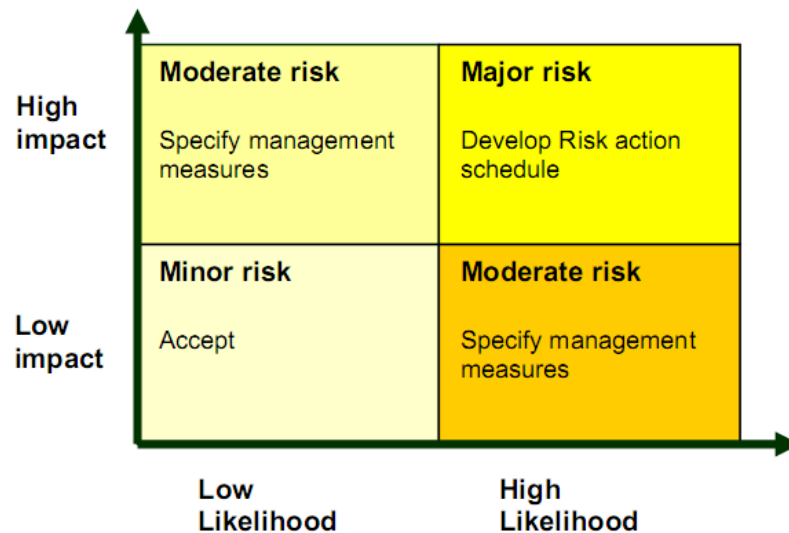 High
impact
Moderate risk
Specify management
measures
Major risk
Develop Risk action
schedule
Low
impact
Minor risk
Accept
Moderate risk
Specify management
measures
Low
Likelihood
High
Likelihood